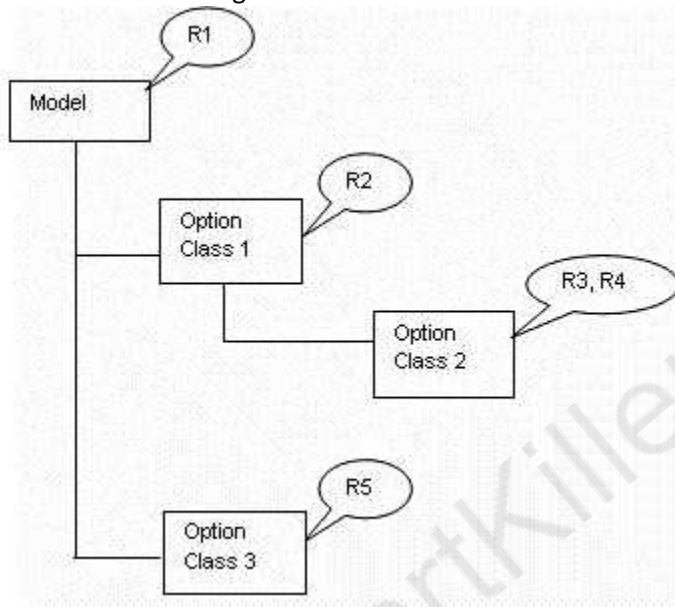 R1
Model
R2
Option
Class 1
R3, R4
Option
Class 2
R5
Option
Class 3